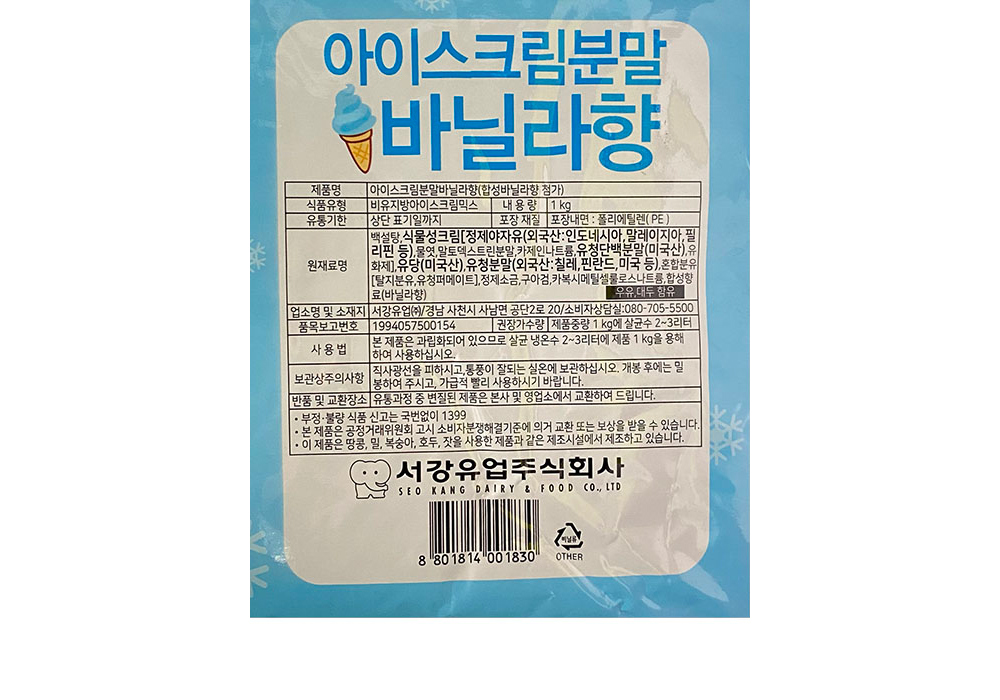 아이스크림분말
바닐라향
제품명 아이스크림분말바닐라향(합성바닐라향 첨가)
식품유형 비유지방아이스크림믹스 내 용 량 1 kg
유통기한 상단 표기일까지 포장 재질 포장내면 : 폴리에틸렌( PE )
원재료명 백설탕,식물성크림[정제야자유(외국산:인도네시아, 말레이지아,필
리핀 등),물엿,말토덱스트린분말,카제인나트륨,유청단백분말(미국산),유
화제],유당(미국산),유청분말(외국산:칠레,핀란드,미국 등),혼합분유
[탈지분유,유청퍼메이트],정제소금,구아검,카복시메틸셀룰로스나트륨,합성향
료(바닐라향) 우유,대두 함유
업소명 및 소재지 서강유업㈜/경남 사천시 사남면 공단2로 20/소비자상담실:080-705-5500
품목보고번호 1994057500154 권장가수량 제품중량 1 kg에 살균수 2~3리터
사 용 법 본 제품은 과립화되어 있으므로 살균 냉온수 2~3리터에 제품 1 kg을 용해
하여 사용하십시오.
보관상주의사항 직사광선을 피하시고,통풍이 잘되는 실온에 보관하십시오. 개봉 후에는 밀
봉하여 주시고, 가급적 빨리 사용하시기 바랍니다.
반품 및 교환장소 유통과정 중 변질된 제품은 본사 및 영업소에서 교환하여 드립니다.
· 부정·불량 식품 신고는 국번없이 1399
· 본 제품은 공정거래위원회 고시 소비자분쟁해결기준에 의거 교환 또는 보상을 받을 수 있습니다.
· 이 제품은 땅콩, 밀, 복숭아, 호두, 잣을 사용한 제품과 같은 제조시설에서 제조하고 있습니다.
서강유업주식회사
SEO KANG DAIRY & FOOD CO., LTD
8 801814 001830
비닐류
OTHER